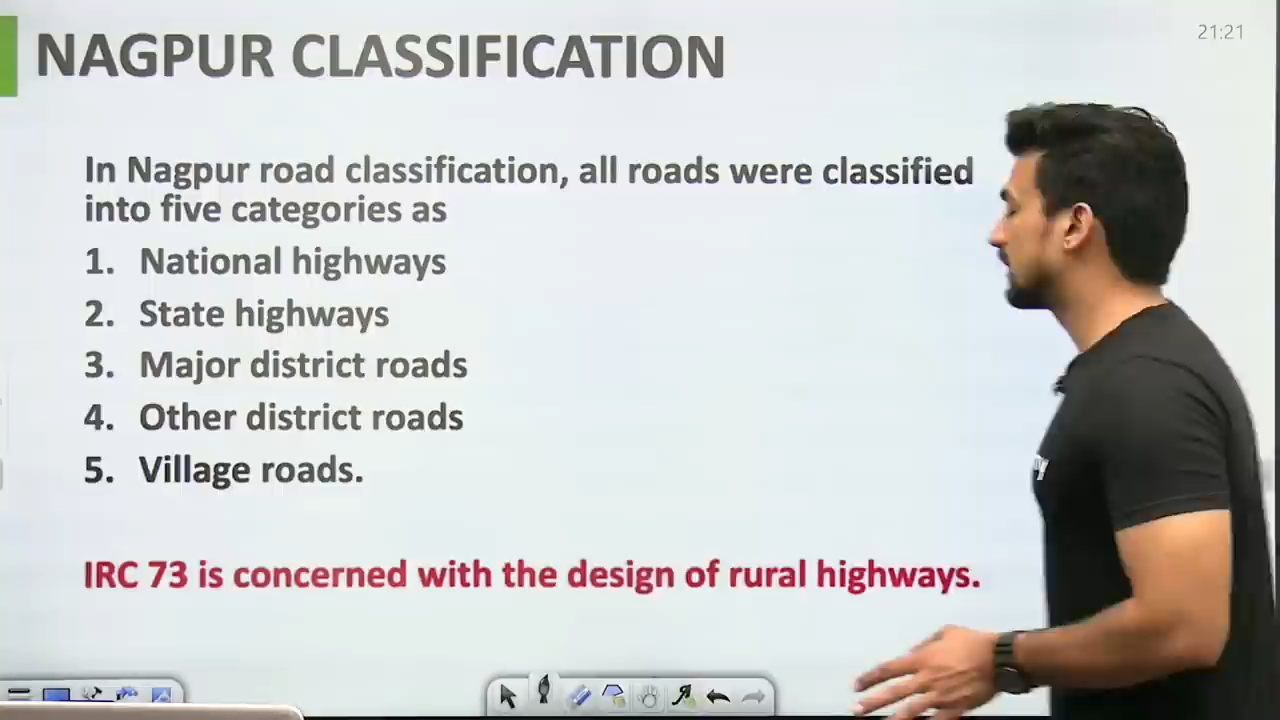 NAGPUR CLASSIFICATION
21:21
In Nagpur road classification, all roads were classified
into five categories as
1. National highways
2. State highways
3. Major district roads
4. Other district roads
5. Village roads.
IRC 73 is concerned with the design of rural highways.